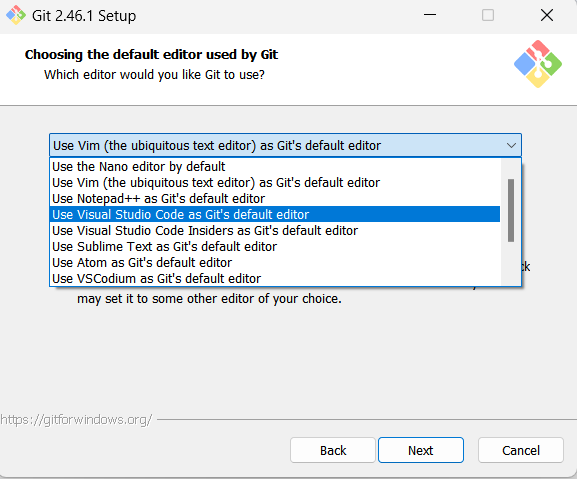 Git 2.46.1 Setup
Choosing the default editor used by Git
Which editor would you like Git to use?
Use Vim (the ubiquitous text editor) as Git's default editor
Use the Nano editor by default
Use Vim (the ubiquitous text editor) as Git's default editor
Use Notepad++ as Git's default editor
Use Visual Studio Code as Git's default editor
Use Visual Studio Code Insiders as Git's default editor
Use Sublime Text as Git's default editor
Use Atom as Git's default editor
Use VSCodium as Git's default editor
may set it to some other editor of your choice.
https://gitforwindows.org/
Back
Next
Cancel